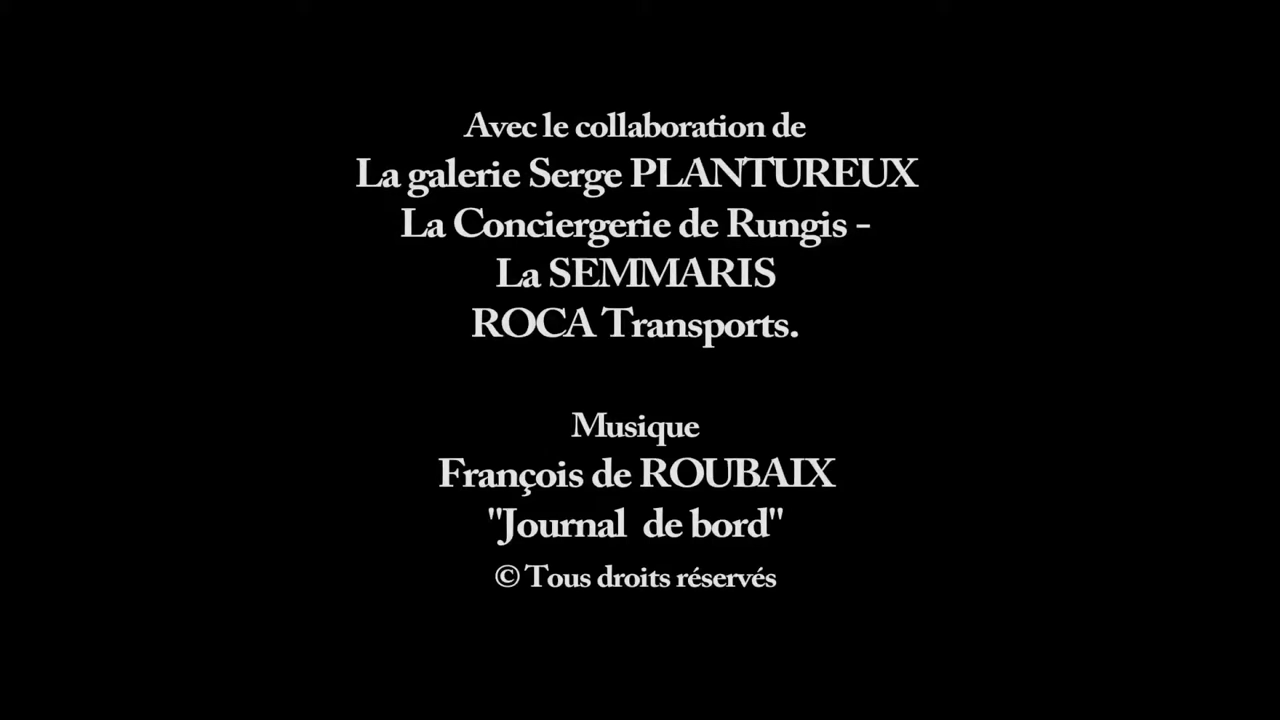 Avec le collaboration de
La galerie Serge PLANTUREUX
La Conciergerie de Rungis -
La SEMMARIS
ROCA Transports.
Musique
François de ROUBAIX
"Journal  de bord"
© Tous droits réservés